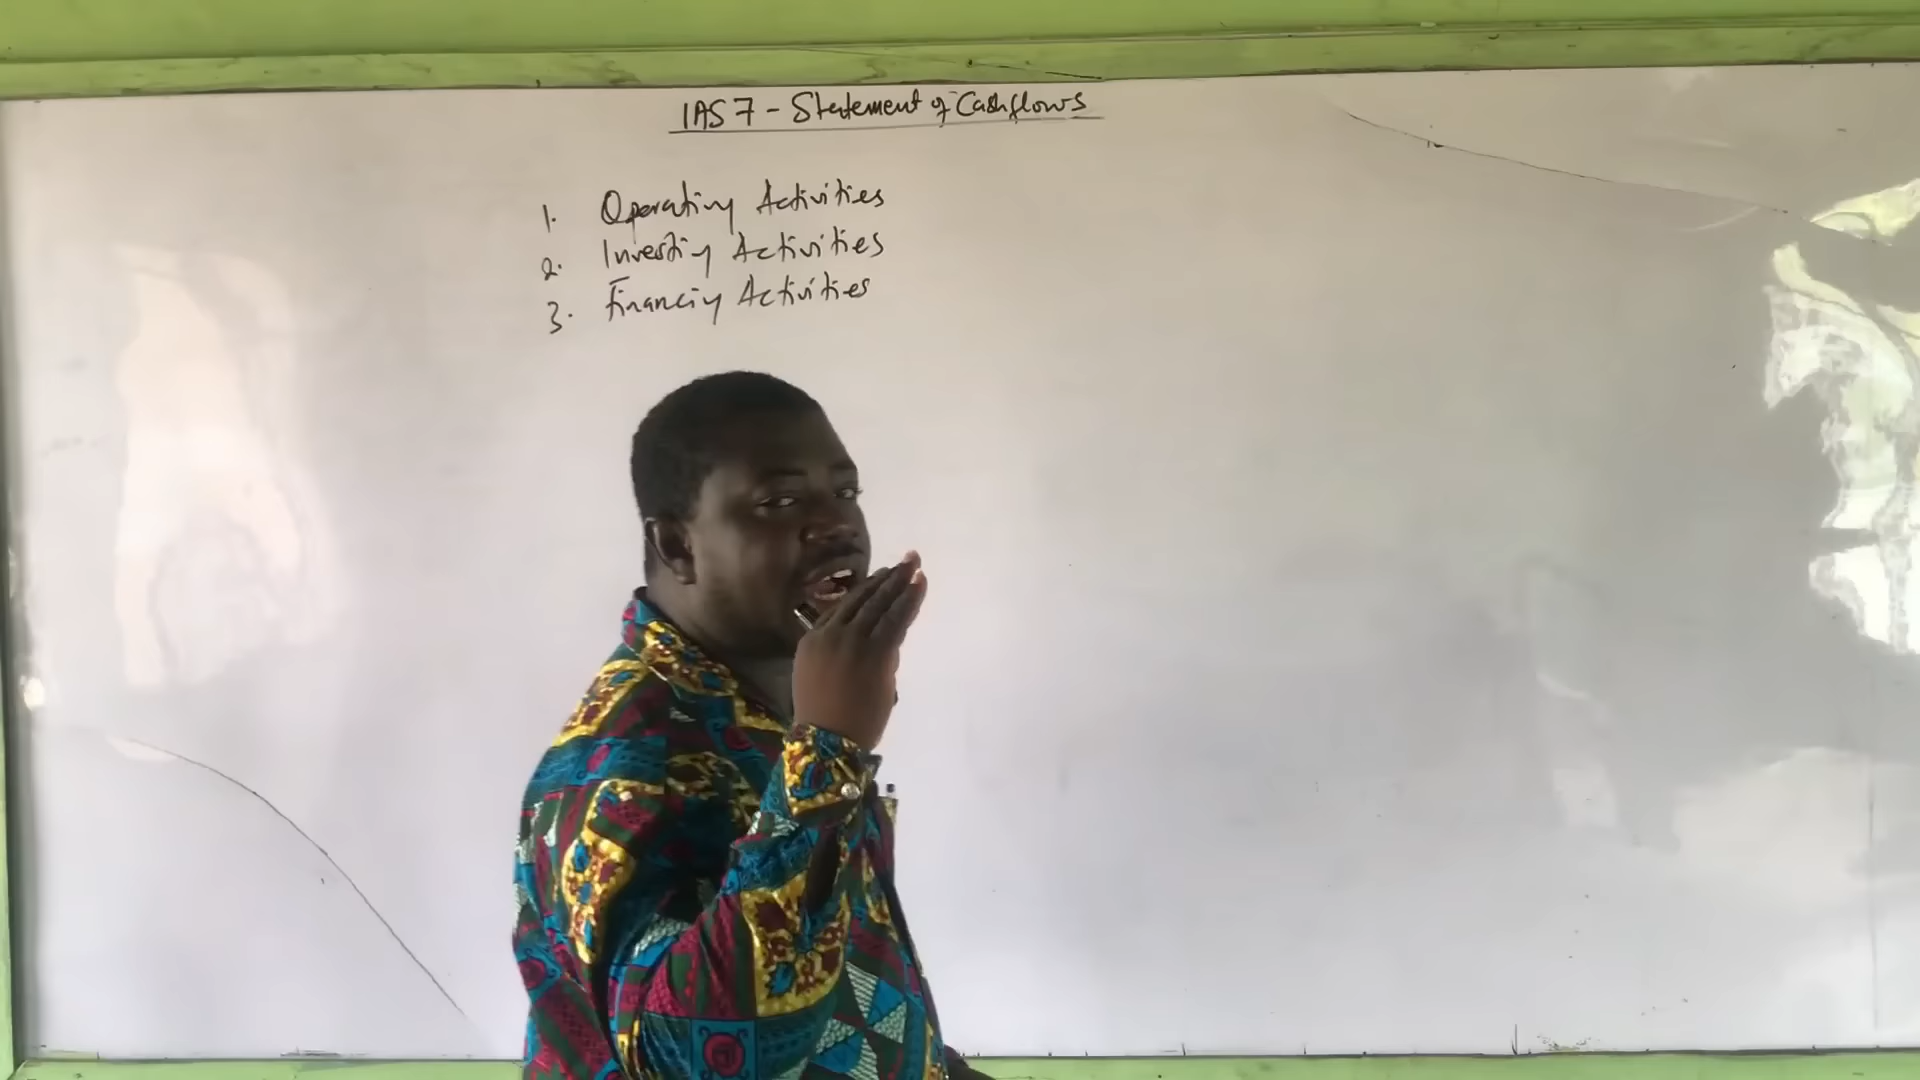 IAS 7 - Statement of Cashflows
1. Operating Activities
2. Investing Activities
3. Financing Activities